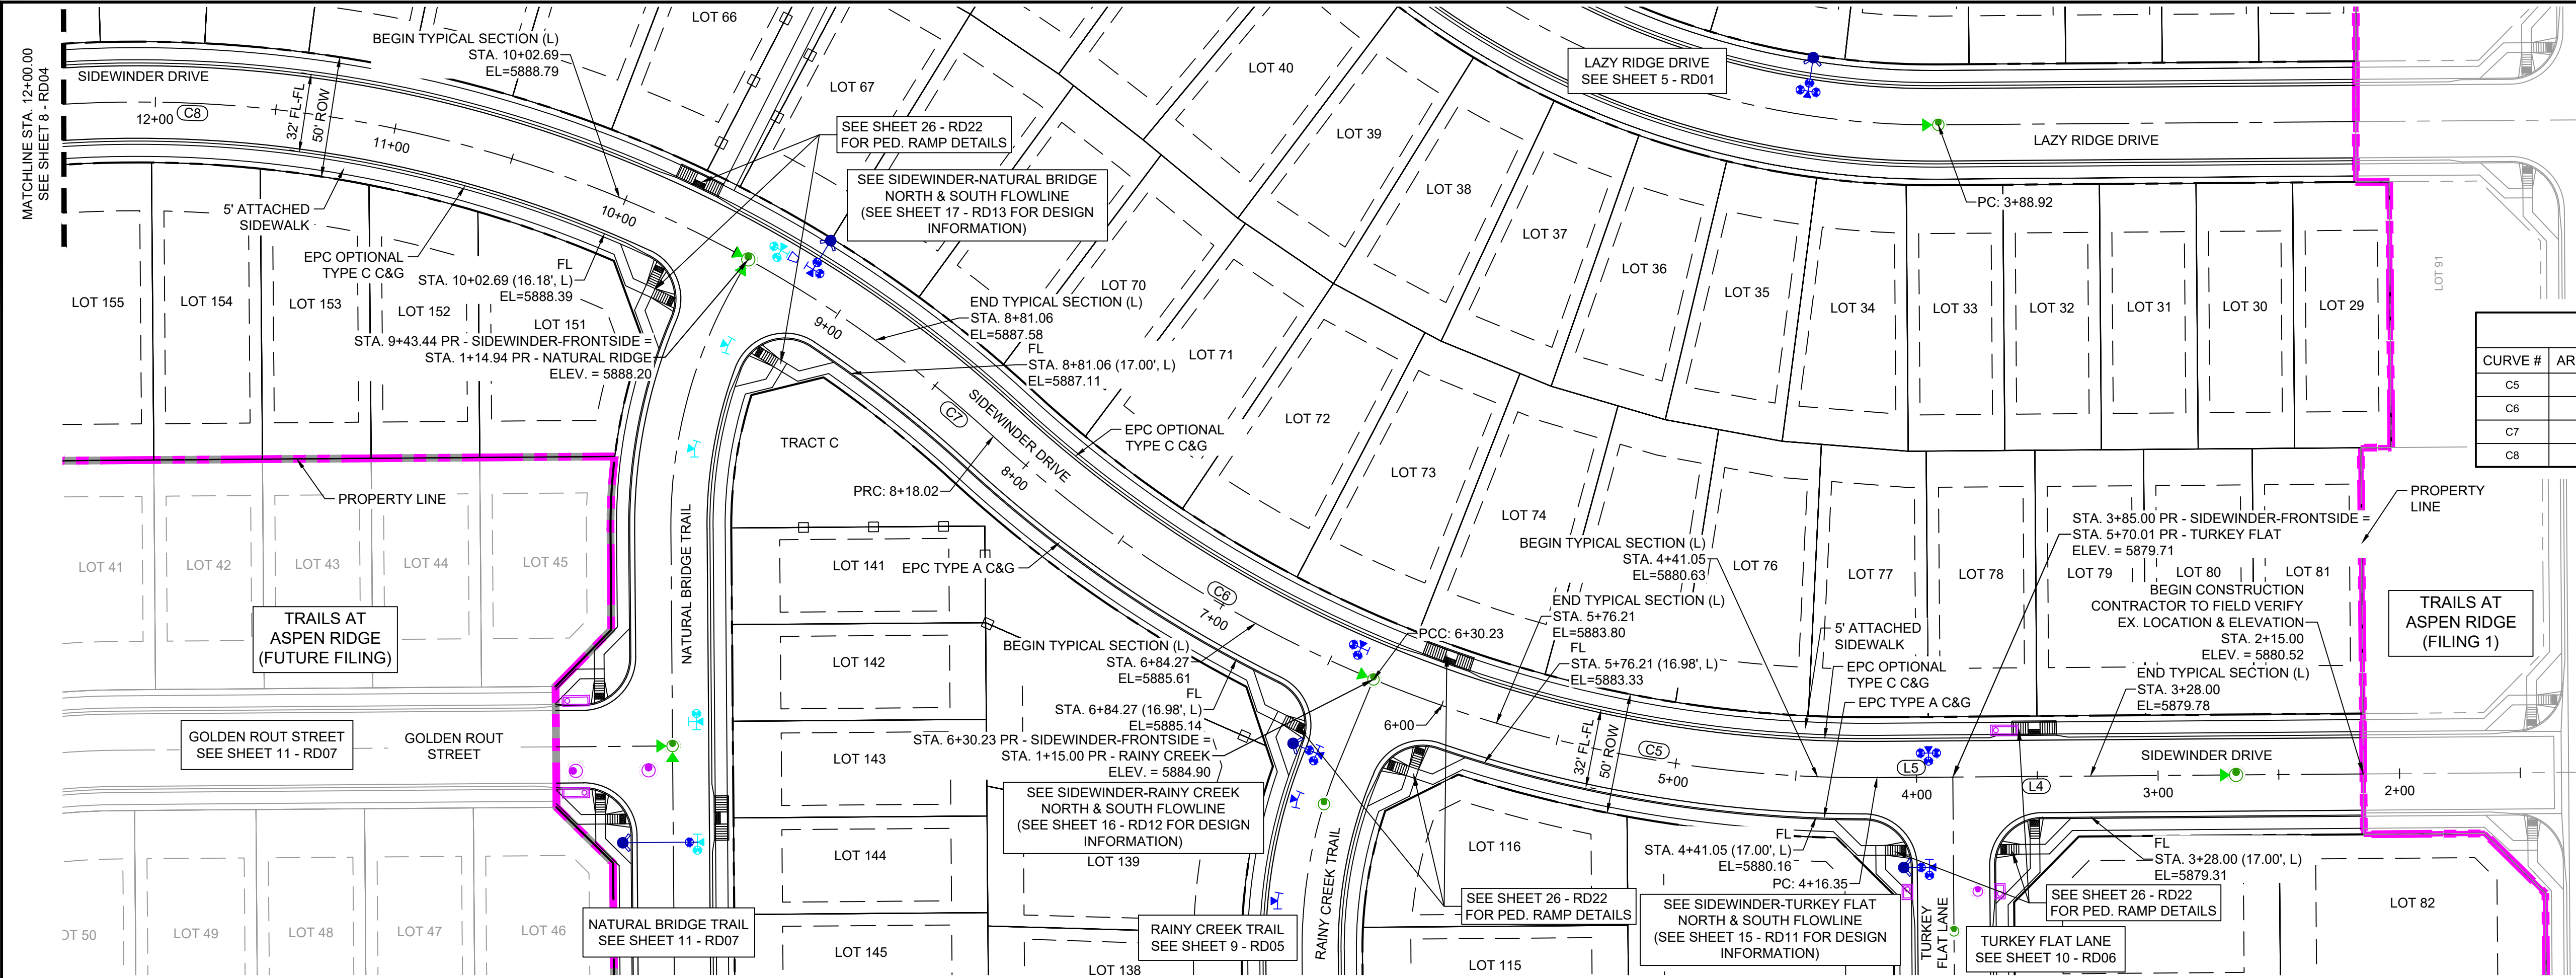 MATCHLINE STA. 12+00.00
SEE SHEET 8 - RD04
SIDEWINDER DRIVE
12+00
C8
32' FL-FL
50' ROW
11+00
BEGIN TYPICAL SECTION (L)
STA. 10+02.69
EL=5888.79
10+00
LOT 66
LOT 67
SEE SHEET 26 - RD22
FOR PED. RAMP DETAILS
SEE SIDEWINDER-NATURAL BRIDGE
NORTH & SOUTH FLOWLINE
(SEE SHEET 17 - RD13 FOR DESIGN
INFORMATION)
5' ATTACHED
SIDEWALK
EPC OPTIONAL
TYPE C C&G
FL
STA. 10+02.69 (16.18', L)
EL=5888.39
LOT 155
LOT 154
LOT 153
LOT 152
LOT 151
STA. 9+43.44 PR - SIDEWINDER-FRONTSIDE =
STA. 1+14.94 PR - NATURAL RIDGE
ELEV. = 5888.20
9+00
END TYPICAL SECTION (L)
STA. 8+81.06
EL=5887.58
FL
STA. 8+81.06 (17.00', L)
EL=5887.11
LOT 70
LOT 71
LOT 72
LOT 73
LOT 74
LOT 40
LOT 39
LOT 38
LOT 37
LOT 36
LOT 35
LOT 34
LOT 33
LOT 32
LOT 31
LOT 30
LOT 29
LOT 91
LAZY RIDGE DRIVE
SEE SHEET 5 - RD01
LAZY RIDGE DRIVE
PC: 3+88.92
CURVE #
AR
C5
C6
C7
C8
C7
SIDEWINDER DRIVE
EPC OPTIONAL
TYPE C C&G
8+00
PRC: 8+18.02
TRACT C
PROPERTY LINE
LOT 41
LOT 42
LOT 43
LOT 44
LOT 45
TRAILS AT
ASPEN RIDGE
(FUTURE FILING)
NATURAL BRIDGE TRAIL
LOT 141
EPC TYPE A C&G
LOT 142
LOT 143
LOT 144
LOT 145
GOLDEN ROUT STREET
SEE SHEET 11 - RD07
GOLDEN ROUT
STREET
LOT 50
LOT 49
LOT 48
LOT 47
LOT 46
NATURAL BRIDGE TRAIL
SEE SHEET 11 - RD07
C6
7+00
BEGIN TYPICAL SECTION (L)
STA. 6+84.27
EL=5885.61
FL
STA. 6+84.27 (16.98', L)
EL=5885.14
STA. 6+30.23 PR - SIDEWINDER-FRONTSIDE =
STA. 1+15.00 PR - RAINY CREEK
ELEV. = 5884.90
SEE SIDEWINDER-RAINY CREEK
NORTH & SOUTH FLOWLINE
(SEE SHEET 16 - RD12 FOR DESIGN
INFORMATION)
LOT 139
LOT 138
RAINY CREEK TRAIL
SEE SHEET 9 - RD05
RAINY CREEK TRAIL
PCC: 6+30.23
6+00
BEGIN TYPICAL SECTION (L)
STA. 4+41.05
EL=5880.63
END TYPICAL SECTION (L)
STA. 5+76.21
EL=5883.80
FL
STA. 5+76.21 (16.98', L)
EL=5883.33
32' FL-FL
50' ROW
C5
5+00
LOT 116
LOT 115
SEE SHEET 26 - RD22
FOR PED. RAMP DETAILS
FL
STA. 4+41.05 (17.00', L)
EL=5880.16
PC: 4+16.35
SEE SIDEWINDER-TURKEY FLAT
NORTH & SOUTH FLOWLINE
(SEE SHEET 15 - RD11 FOR DESIGN
INFORMATION)
LOT 76
LOT 77
LOT 78
LOT 79
LOT 80
LOT 81
STA. 3+85.00 PR - SIDEWINDER-FRONTSIDE =
STA. 5+70.01 PR - TURKEY FLAT
ELEV. = 5879.71
BEGIN CONSTRUCTION
CONTRACTOR TO FIELD VERIFY
EX. LOCATION & ELEVATION
STA. 2+15.00
ELEV. = 5880.52
END TYPICAL SECTION (L)
STA. 3+28.00
EL=5879.78
5' ATTACHED
SIDEWALK
EPC OPTIONAL
TYPE C C&G
EPC TYPE A C&G
PROPERTY
LINE
TRAILS AT
ASPEN RIDGE
(FILING 1)
SIDEWINDER DRIVE
L5
4+00
L4
3+00
2+00
FL
STA. 3+28.00 (17.00', L)
EL=5879.31
SEE SHEET 26 - RD22
FOR PED. RAMP DETAILS
TURKEY
FLAT LANE
TURKEY FLAT LANE
SEE SHEET 10 - RD06
LOT 82